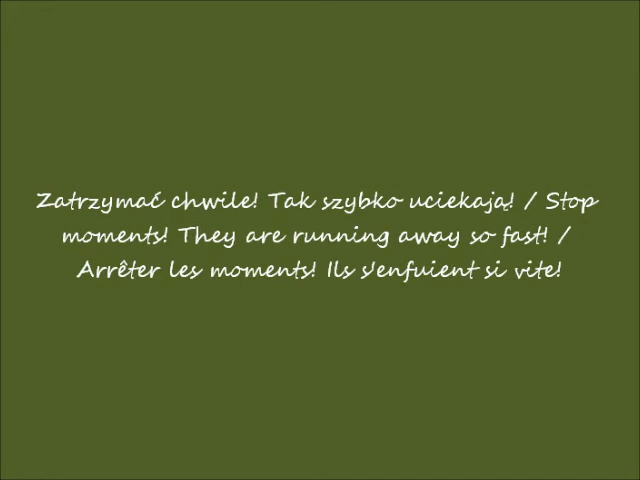 Zatrzymać chwile! Tak szybko uciekają! / Stop
moments! They are running away so fast! /
Arrêter les moments! Ils s'enfuient si vite!